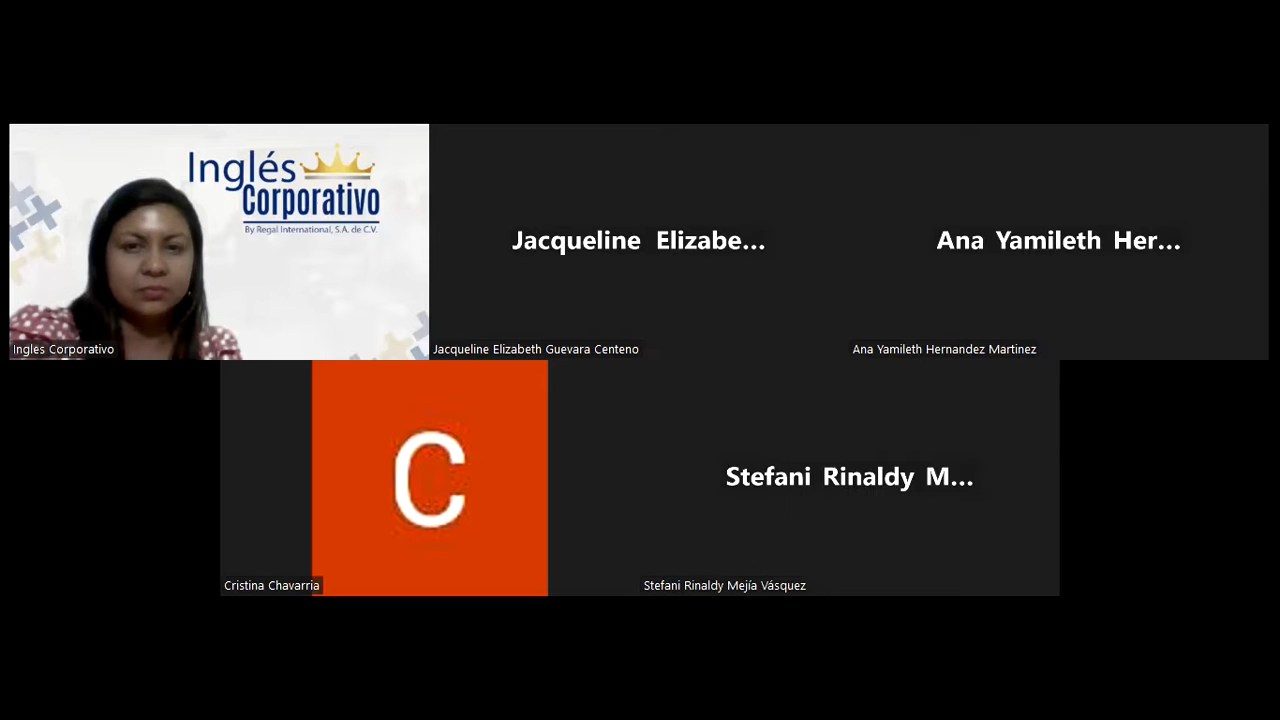 Inglés
Corporativo
By Regal International, S.A. de C.V.
Ingles Corporativo
Jacqueline Elizabe...
Jacqueline Elizabeth Guevara Centeno
Ana Yamileth Her...
Ana Yamileth Hernandez Martinez
C
Cristina Chavarria
Stefani Rinaldy M...
Stefani Rinaldy Mejía Vásquez